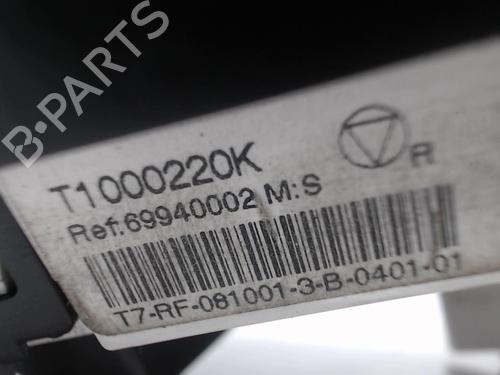 T1000220K
R
Ref:69940002 M:S
T7-RF-081001-3-B-0401-01
B-PARTS